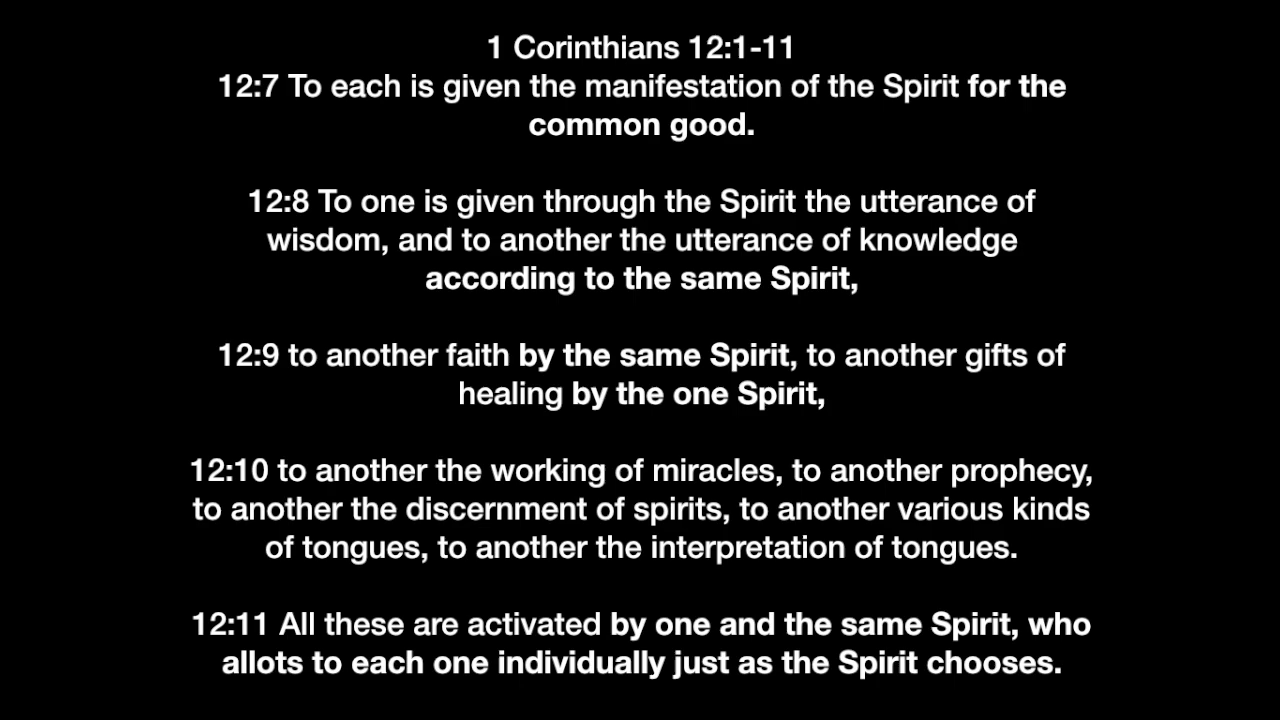 1 Corinthians 12:1-11
12:7 To each is given the manifestation of the Spirit for the
common good.
12:8 To one is given through the Spirit the utterance of
wisdom, and to another the utterance of knowledge
according to the same Spirit,
12:9 to another faith by the same Spirit, to another gifts of
healing by the one Spirit,
12:10 to another the working of miracles, to another prophecy,
to another the discernment of spirits, to another various kinds
of tongues, to another the interpretation of tongues.
12:11 All these are activated by one and the same Spirit, who
allots to each one individually just as the Spirit chooses.